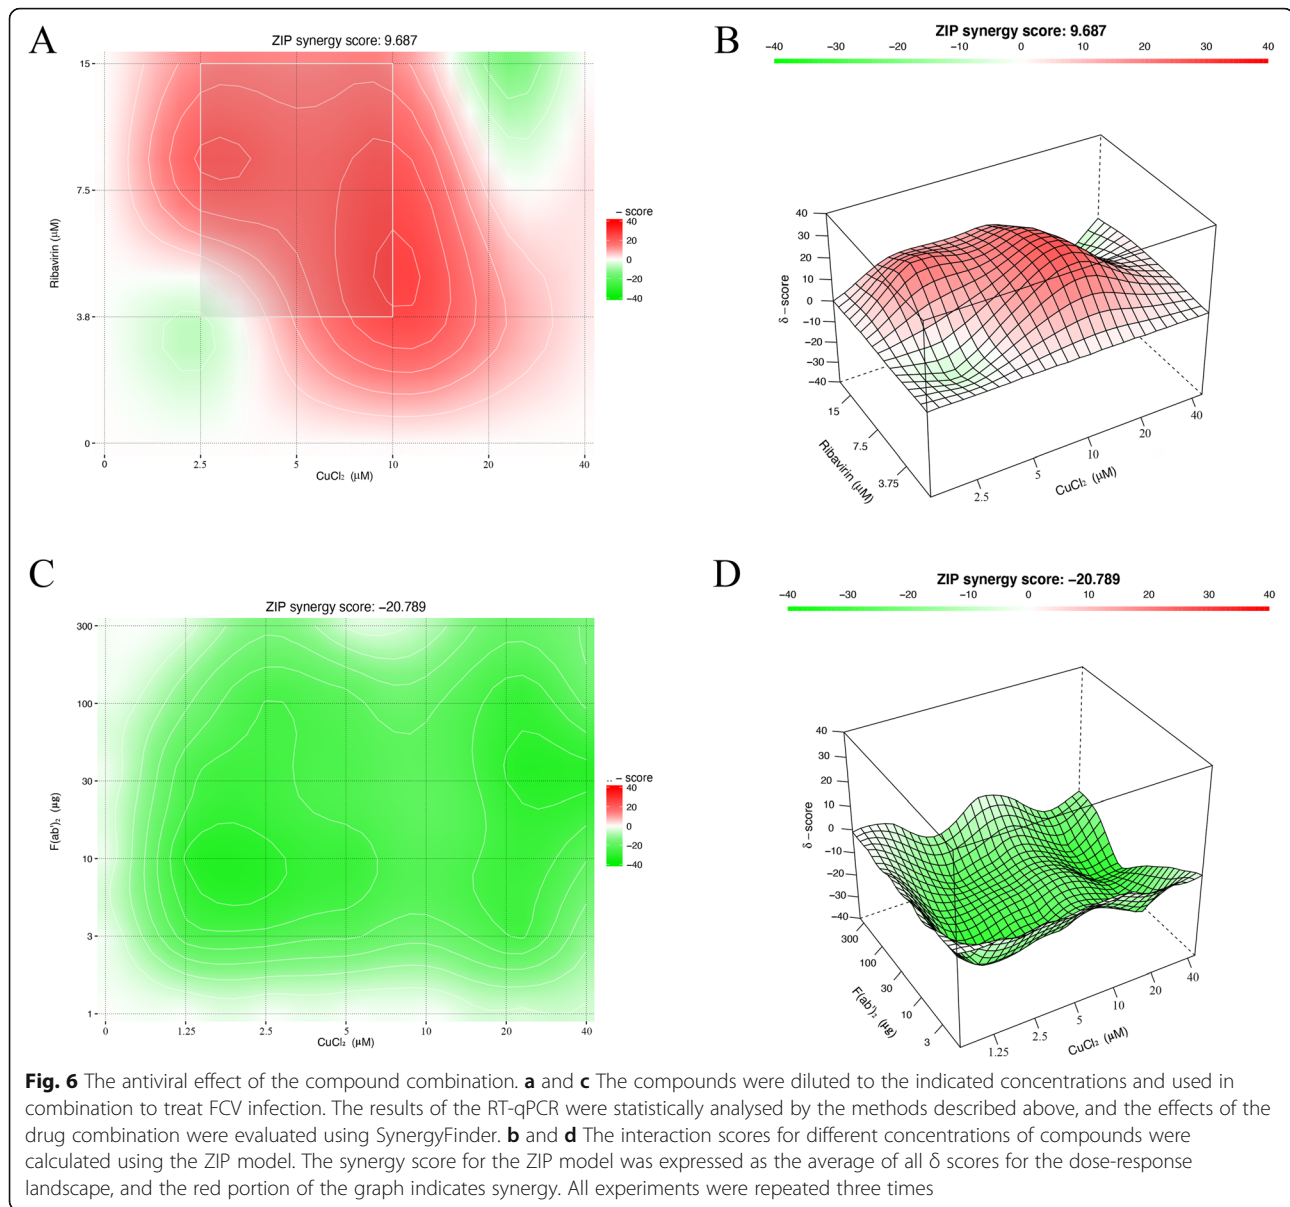 A
ZIP synergy score: 9.687
15
7.5
3.8
0
Ribavirin (μM)
0 2.5 5 10 20 40
CuCl₂ (μM)
– score
40
20
0
−20
−40
B
ZIP synergy score: 9.687
−40 −30 −20 −10 0 10 20 30 40
40
30
20
10
0
−10
−20
−30
−40
δ−score
15
7.5
3.75
Ribavirin (μM)
2.5 5 10 20 40
CuCl₂ (μM)
C
ZIP synergy score: −20.789
300
100
30
10
3
1
F(ab')₂ (μg)
0 1.25 2.5 5 10 20 40
CuCl₂ (μM)
.. – score
40
20
0
−20
−40
D
ZIP synergy score: −20.789
−40 −30 −20 −10 0 10 20 30 40
40
30
20
10
0
−10
−20
−30
−40
δ−score
300
100
30
10
3
F(ab')₂ (μg)
1.25 2.5 5 10 20 40
CuCl₂ (μM)
Fig. 6 The antiviral effect of the compound combination. a and c The compounds were diluted to the indicated concentrations and used in
combination to treat FCV infection. The results of the RT-qPCR were statistically analysed by the methods described above, and the effects of the
drug combination were evaluated using SynergyFinder. b and d The interaction scores for different concentrations of compounds were
calculated using the ZIP model. The synergy score for the ZIP model was expressed as the average of all δ scores for the dose-response
landscape, and the red portion of the graph indicates synergy. All experiments were repeated three times